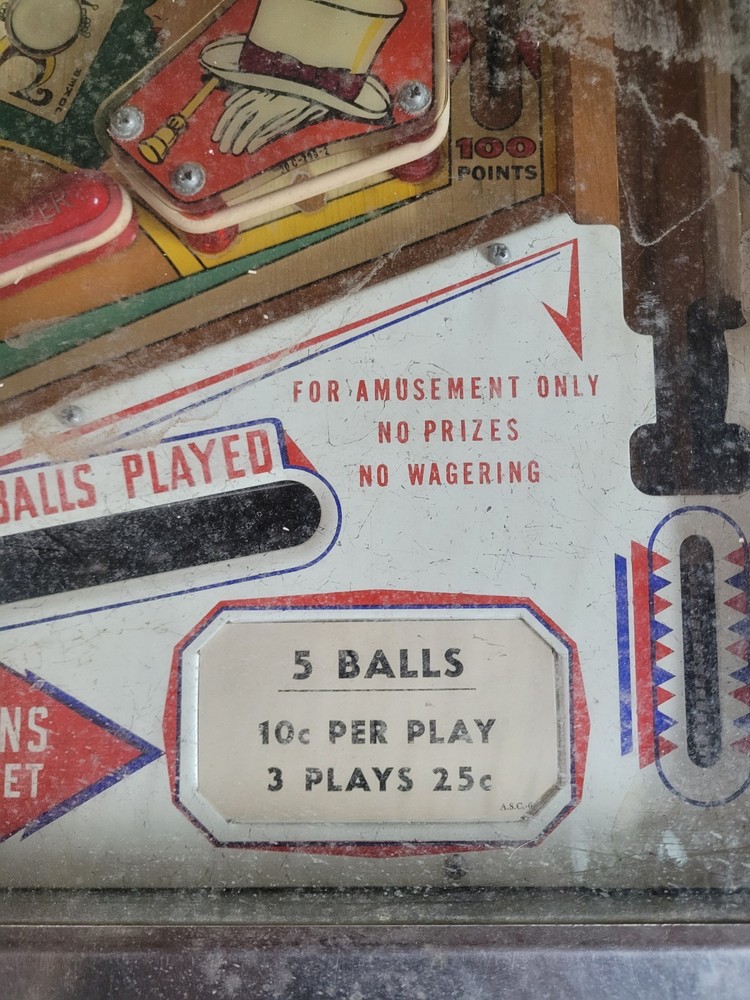 100
POINTS
FOR AMUSEMENT ONLY
NO PRIZES
NO WAGERING
BALLS PLAYED
5 BALLS
10c PER PLAY
3 PLAYS 25c